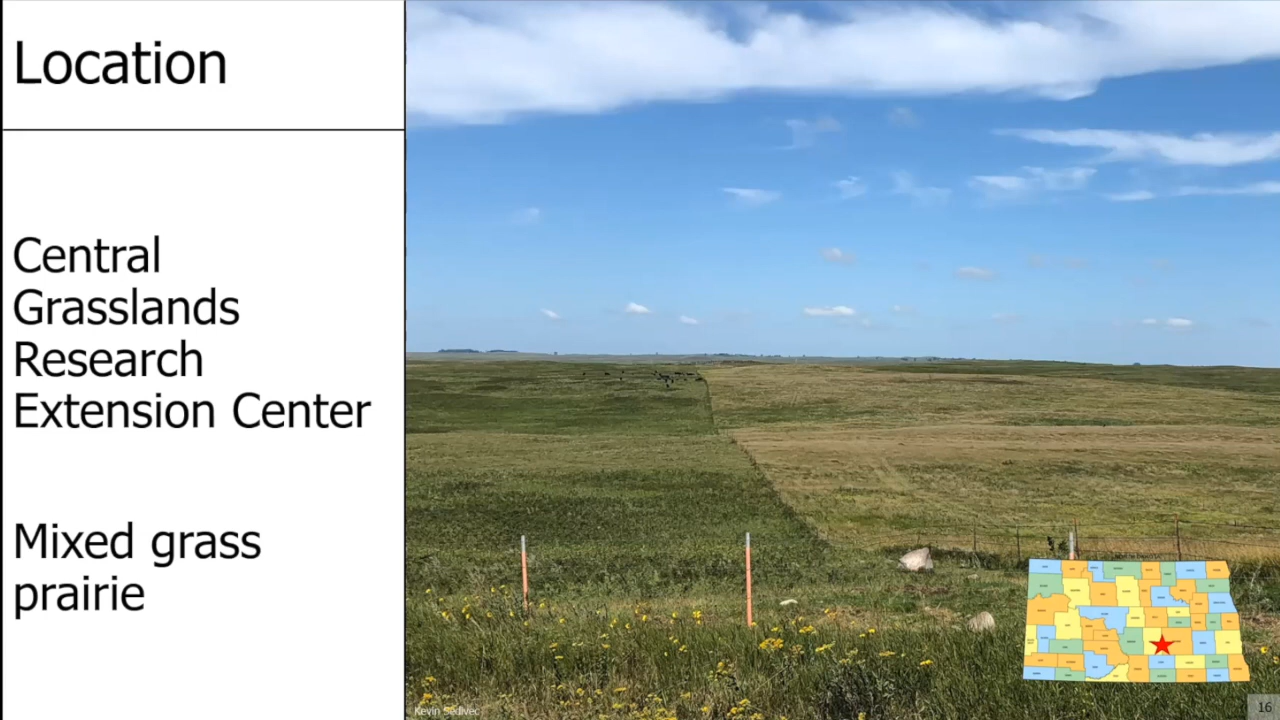 Location
Central
Grasslands
Research
Extension Center
Mixed grass
prairie
Kevin Sedivec
16